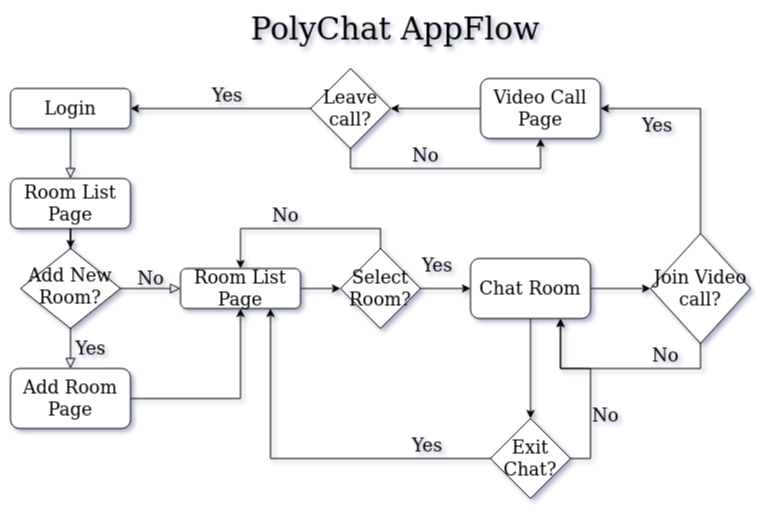 PolyChat AppFlow
Login
Yes
Leave
call?
Video Call
Page
Yes
No
Room List
Page
No
Add New
Room?
No
Room List
Page
Select
Room?
Yes
Chat Room
Join Video
call?
Yes
No
Add Room
Page
No
Yes
Exit
Chat?